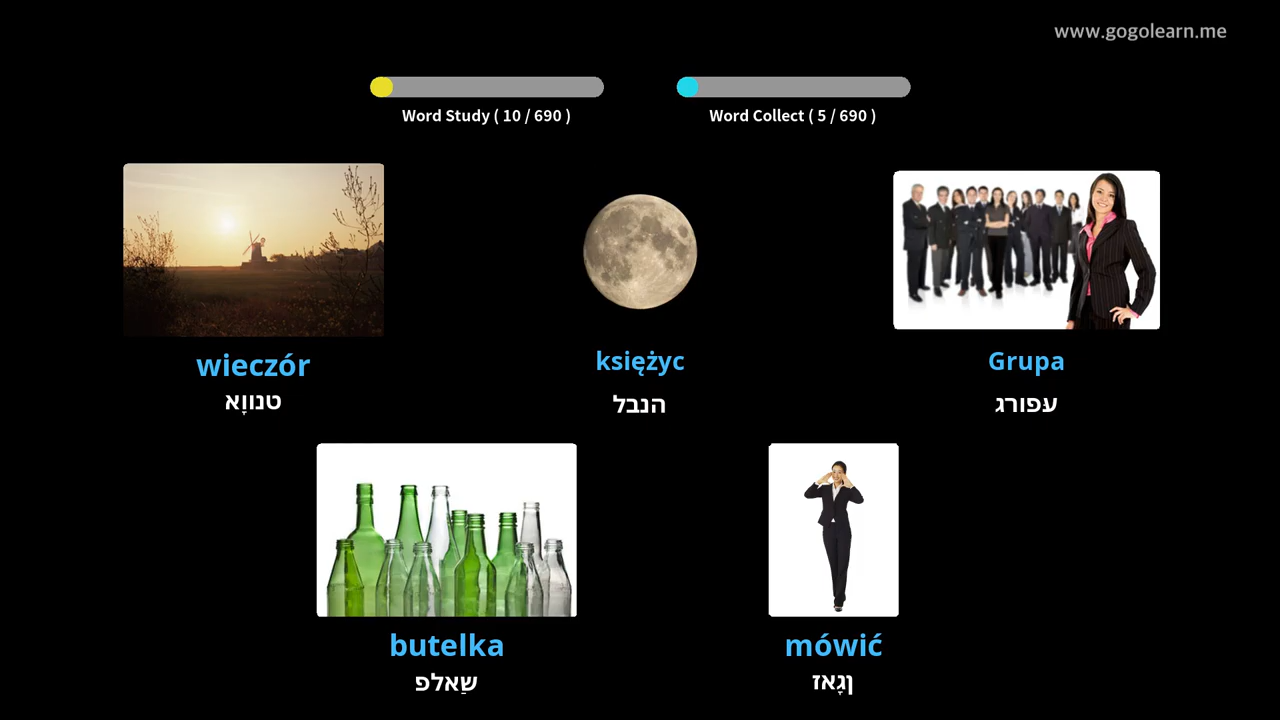 www.gogolearn.me
Word Study ( 10 / 690 )
Word Collect ( 5 / 690 )
wieczór
טנווָא
księżyc
הנבל
Grupa
עפורג
butelka
שַאלפ
mówić
ןגָאז